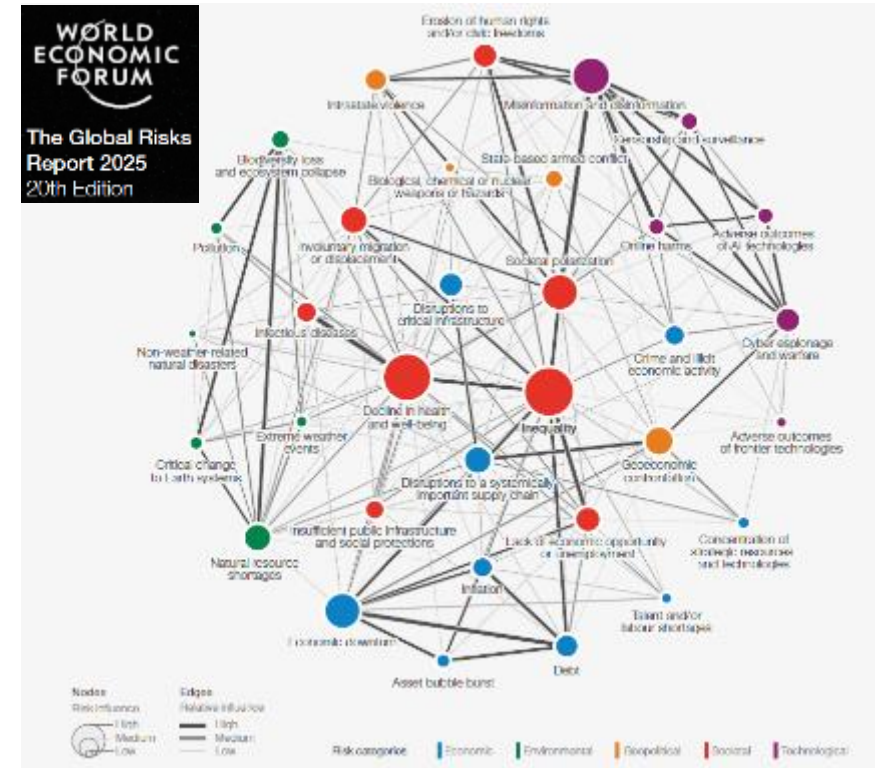 WORLD
ECONOMIC
FORUM
The Global Risks
Report 2025
20th Edition
Erosion of human rights
and/or civic freedoms
Intrastate violence
Misinformation and disinformation
Censorship and surveillance
Biodiversity loss
and ecosystem collapse
State-based armed conflict
Biological, chemical or nuclear
weapons or hazards
Pollution
Involuntary migration
or displacement
Societal polarization
Online harms
Adverse outcomes
of AI technologies
Disruptions to
critical infrastructure
Infectious diseases
Non-weather-related
natural disasters
Crime and illicit
economic activity
Cyber espionage
and warfare
Decline in health
and well-being
Inequality
Extreme weather
events
Critical change
to Earth systems
Geoeconomic
confrontation
Adverse outcomes
of frontier technologies
Disruptions to a systemically
important supply chain
Insufficient public infrastructure
and social protections
Lack of economic opportunity
or unemployment
Concentration of
strategic resources
and technologies
Natural resource
shortages
Inflation
Talent and/or
labour shortages
Economic downturn
Debt
Asset bubble burst
Nodes
Risk influence
High
Medium
Low
Edges
Relative influence
High
Medium
Low
Risk categories
Economic
Environmental
Geopolitical
Societal
Technological